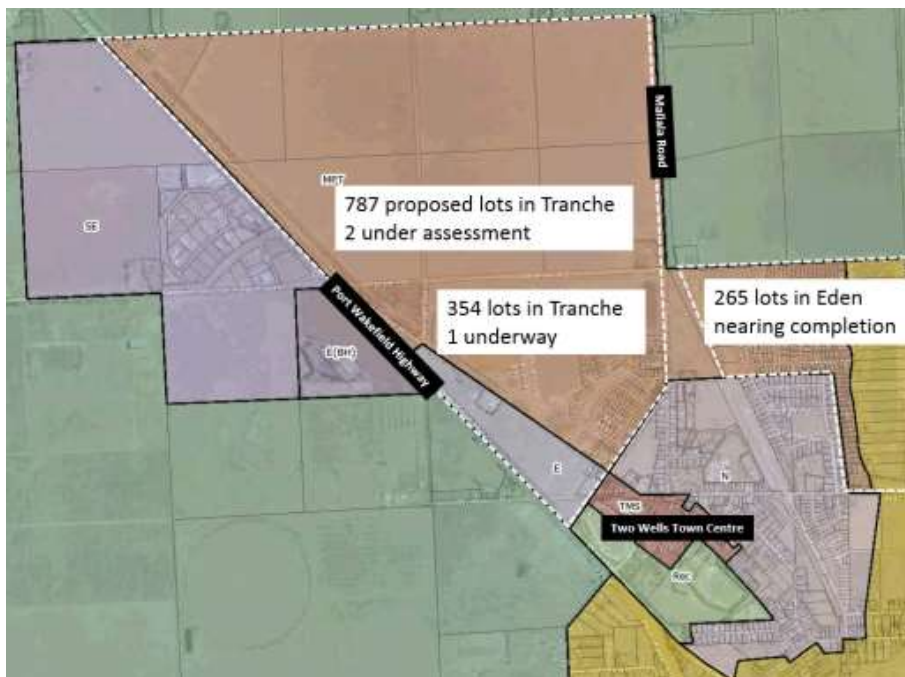 Mallala Road
MPT
787 proposed lots in Tranche
2 under assessment
SE
Port Wakefield Highway
354 lots in Tranche
1 underway
265 lots in Eden
nearing completion
E(BH)
E
N
TMS
Two Wells Town Centre
Rec